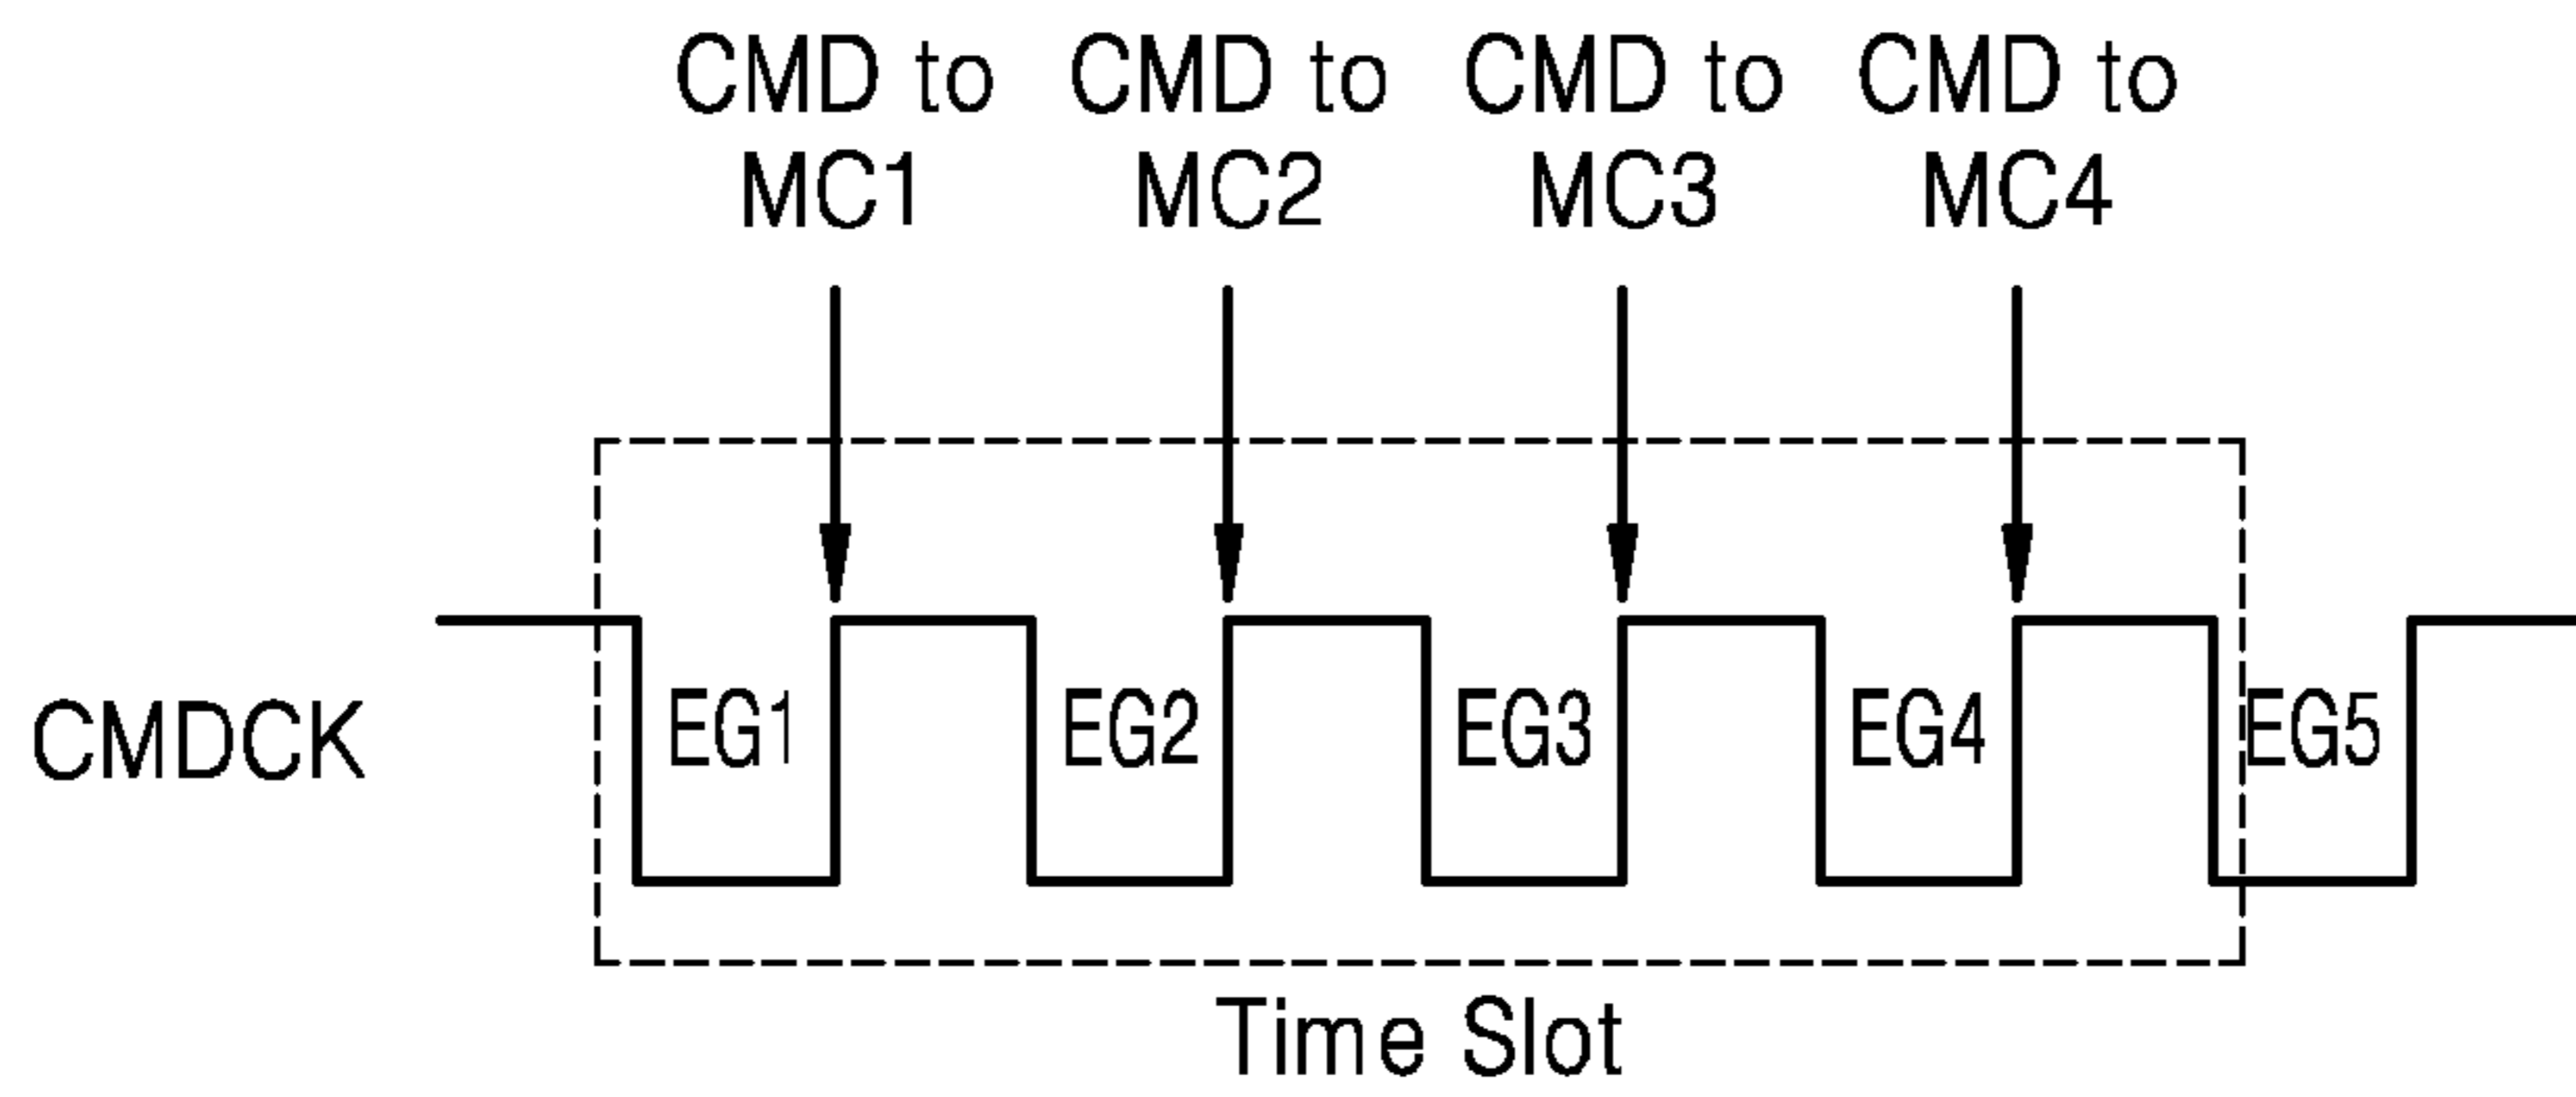 CMD to CMD to CMD to CMD to
MC1 MC2 MC3 MC4
CMDCK EG1 EG2 EG3 EG4 EG5
Time Slot